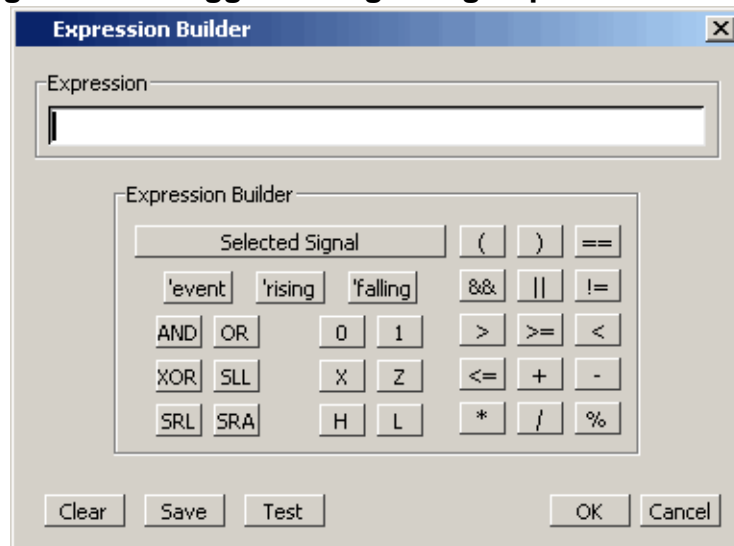 Expression Builder
Expression
Expression Builder
Selected Signal ( ) ==
'event 'rising 'falling && || !=
AND OR 0 1 > >= <
XOR SLL X Z <= + -
SRL SRA H L * / %
Clear Save Test OK Cancel